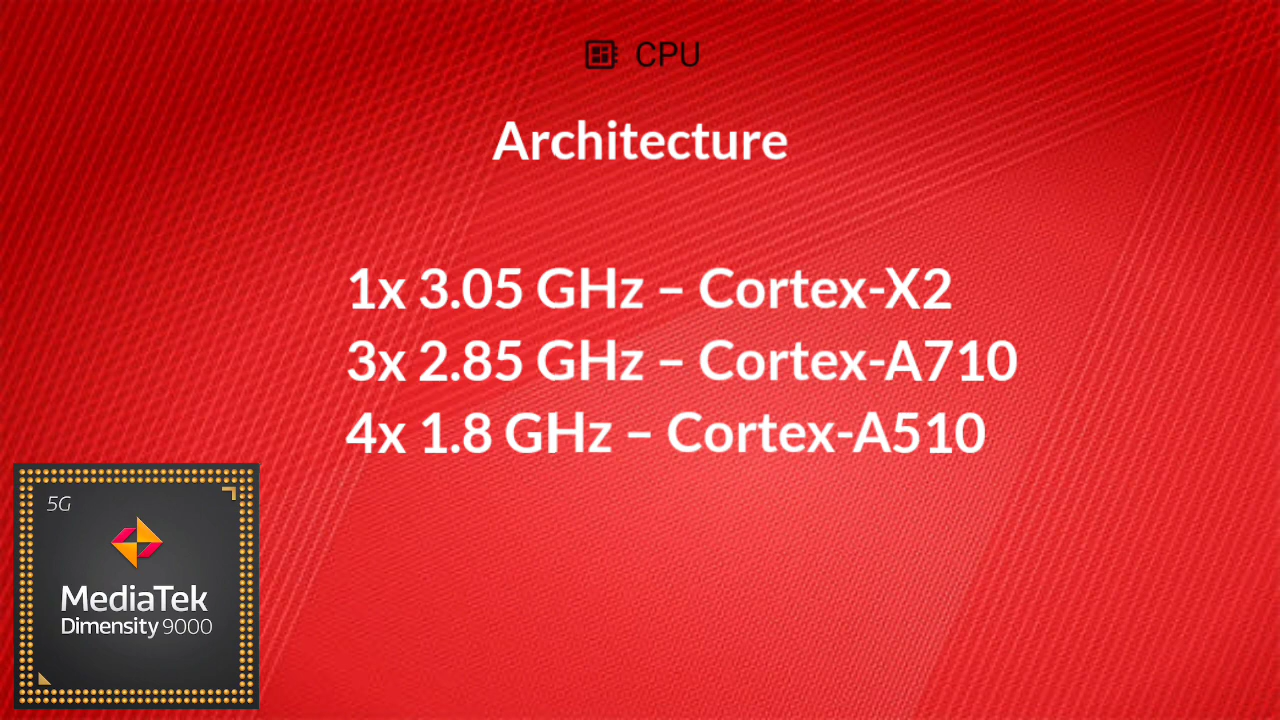 CPU
Architecture
1x 3.05 GHz – Cortex-X2
3x 2.85 GHz – Cortex-A710
4x 1.8 GHz – Cortex-A510
5G
MediaTek
Dimensity 9000